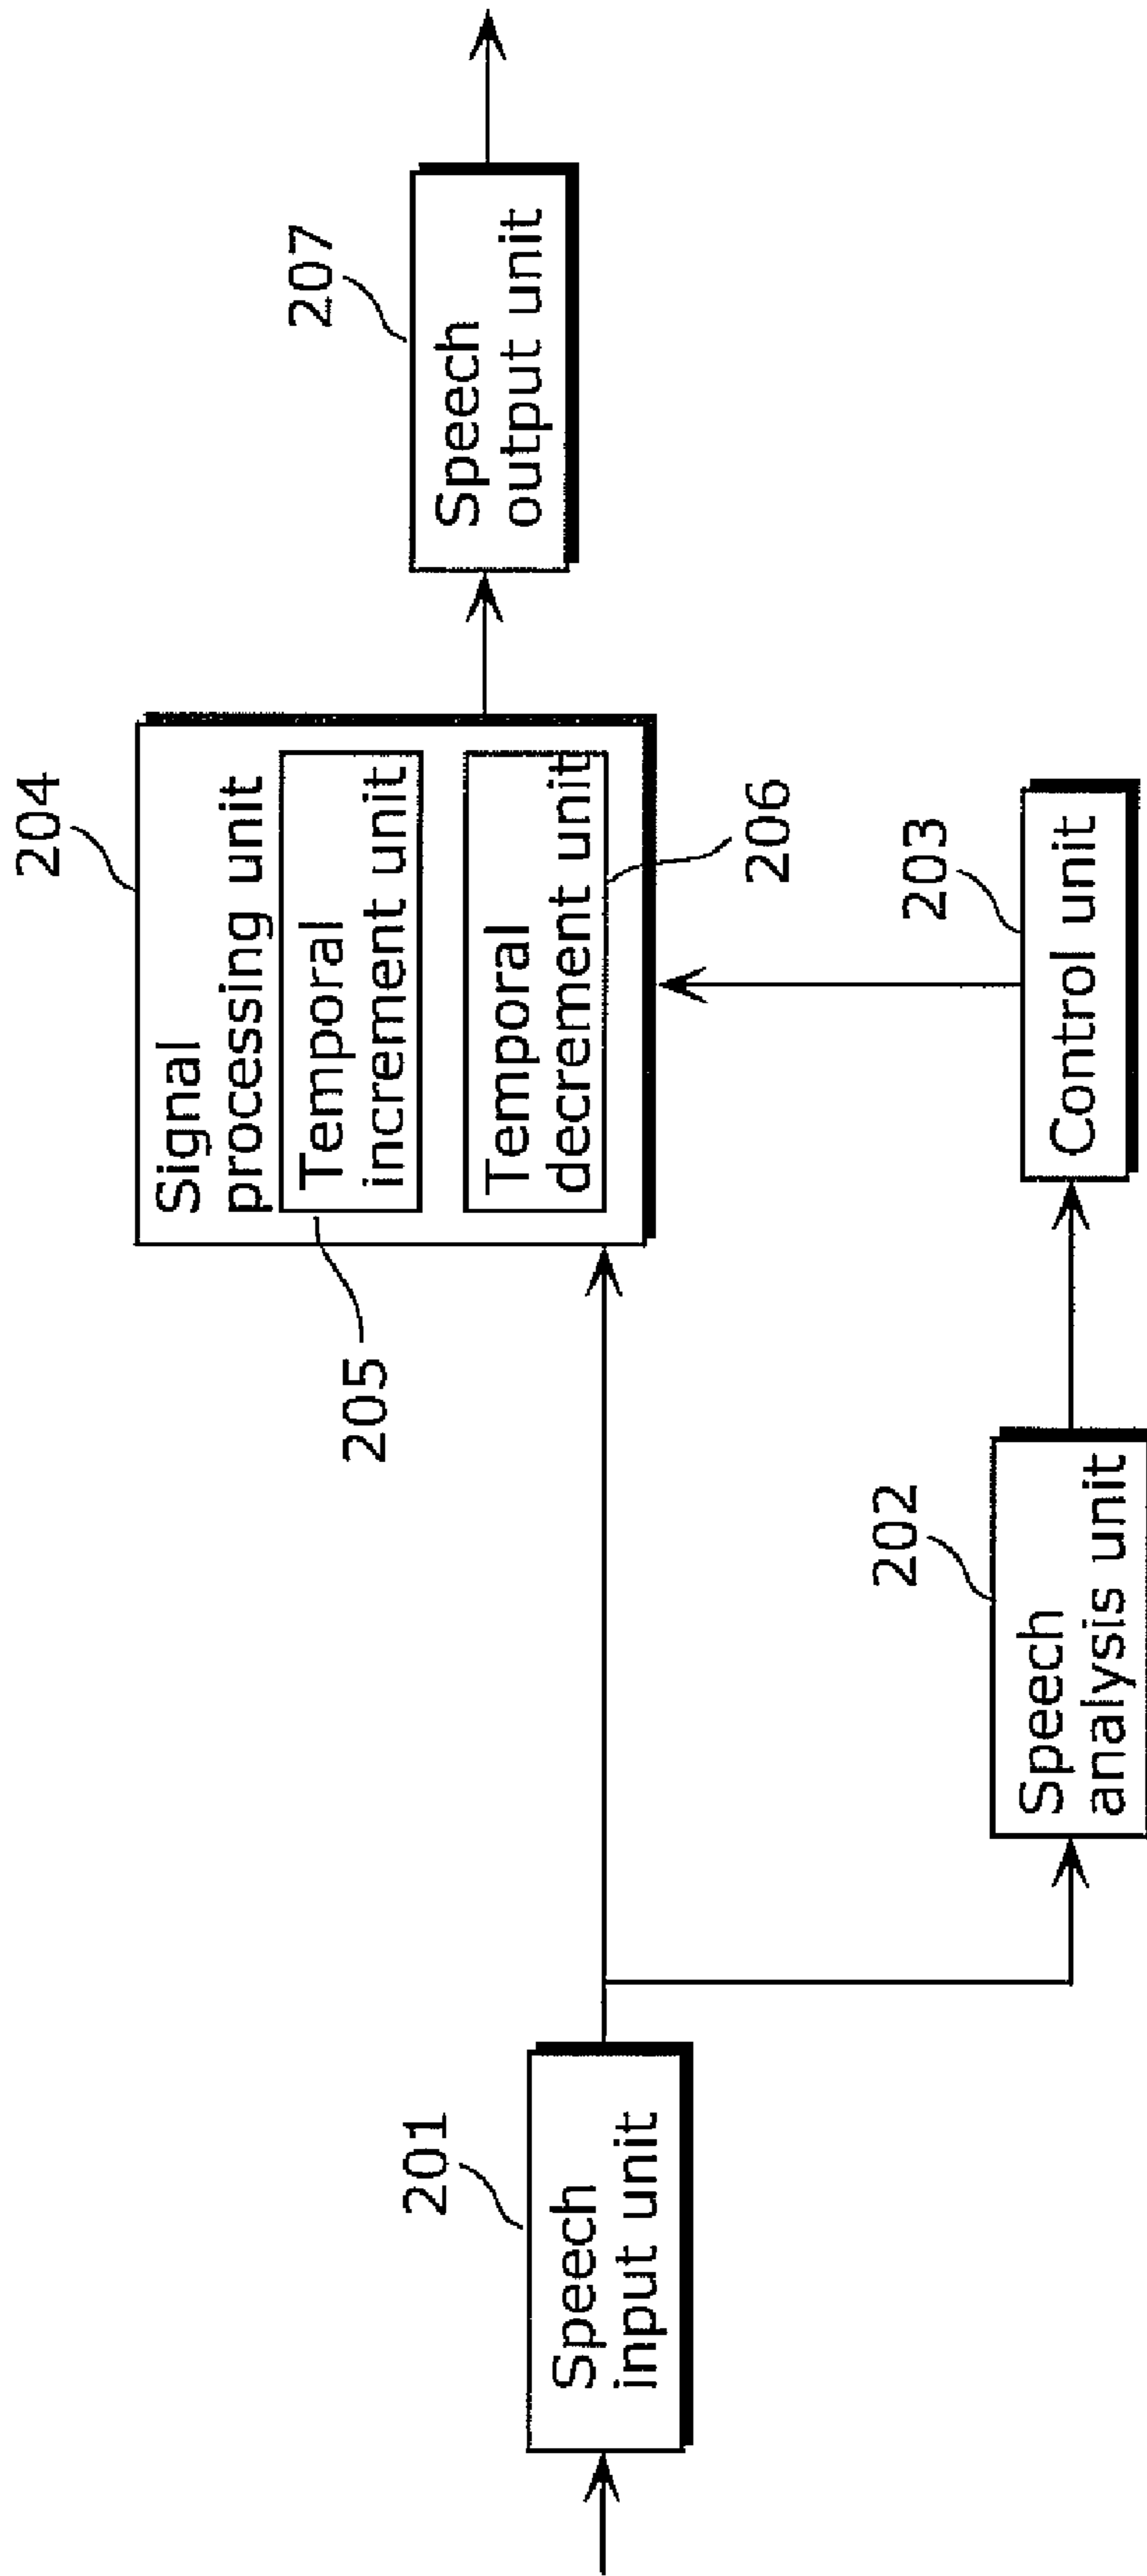 201
Speech
input unit
202
Speech
analysis unit
203
Control unit
204
Signal
processing unit
205
Temporal
increment unit
Temporal
decrement unit
206
207
Speech
output unit